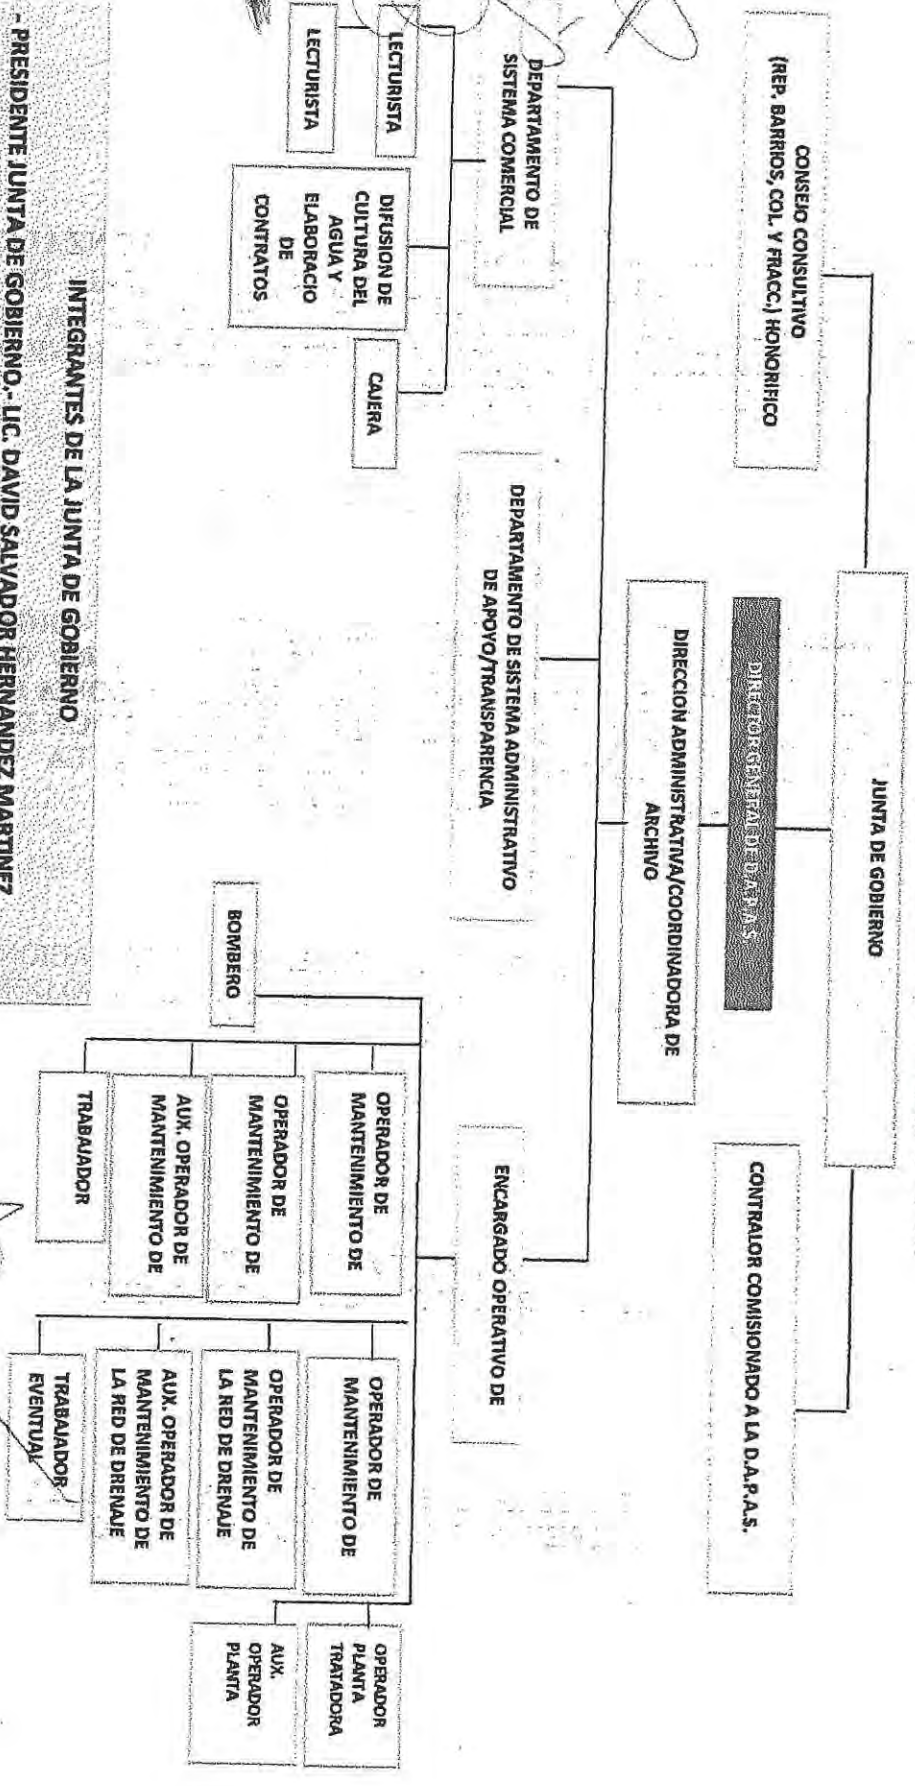 JUNTA DE GOBIERNO
CONSEJO CONSULTIVO
(REP. BARRIOS, COL. Y FRACC.) HONORIFICO
CONTRALOR COMISIONADO A LA D.A.P.A.S.
DIRECTOR GENERAL DE D.A.P.A.S.
DIRECCION ADMINISTRATIVA/COORDINADORA DE
ARCHIVO
DEPARTAMENTO DE
SISTEMA COMERCIAL
DEPARTAMENTO DE SISTEMA ADMINISTRATIVO
DE APOYO/TRANSPARENCIA
ENCARGADO OPERATIVO DE
LECTURISTA
LECTURISTA
DIFUSION DE
CULTURA DEL
AGUA Y
ELABORACIO
DE
CONTRATOS
CAJERA
BOMBERO
OPERADOR DE
MANTENIMIENTO DE
OPERADOR DE
MANTENIMIENTO DE
AUX. OPERADOR DE
MANTENIMIENTO DE
TRABAJADOR
OPERADOR DE
MANTENIMIENTO DE
OPERADOR DE
MANTENIMIENTO DE
LA RED DE DRENAJE
AUX. OPERADOR DE
MANTENIMIENTO DE
LA RED DE DRENAJE
TRABAJADOR
EVENTUAL
OPERADOR
PLANTA
TRATADORA
AUX.
OPERADOR
PLANTA
INTEGRANTES DE LA JUNTA DE GOBIERNO
- PRESIDENTE JUNTA DE GOBIERNO.- LIC. DAVID SALVADOR HERNANDEZ MARTINEZ